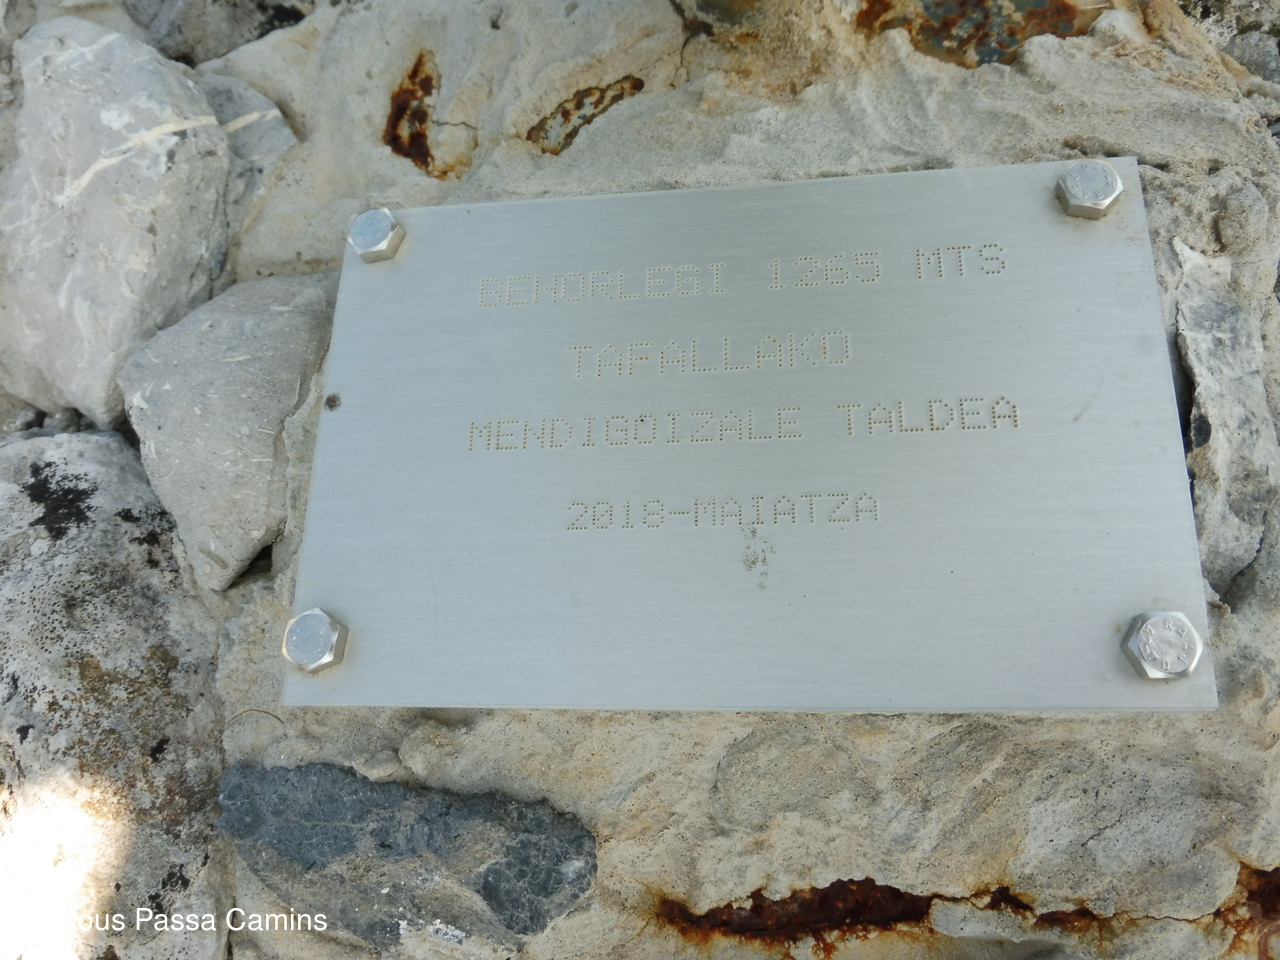 BEHORLEGI 1265 MTS
TAFALLAKO
MENDIGOIZALE TALDEA
2018-MAIATZA
Passa Camins